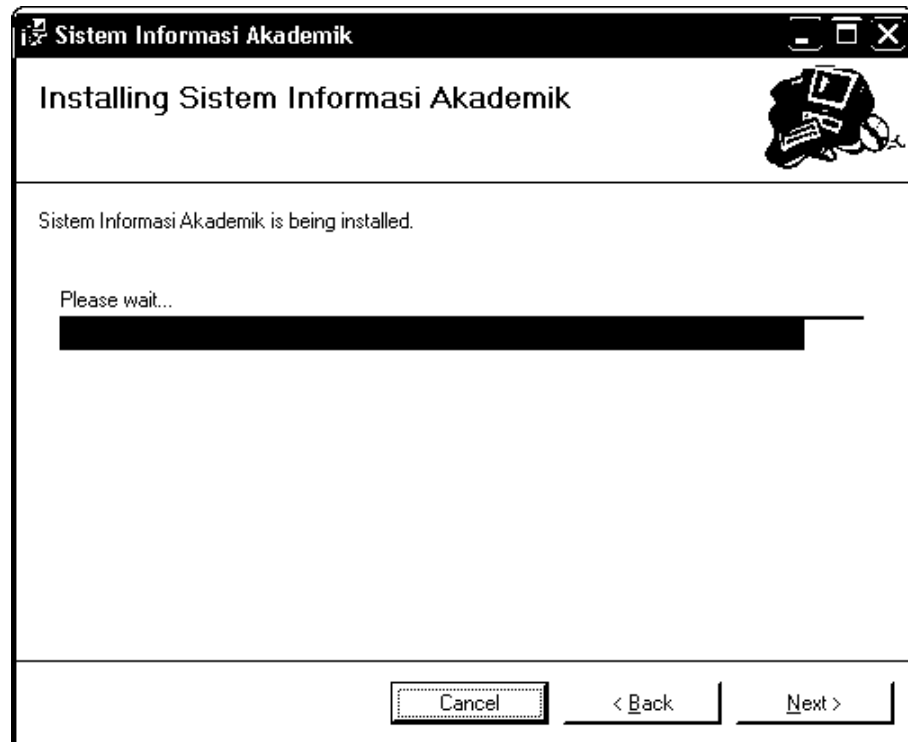 Sistem Informasi Akademik
Installing Sistem Informasi Akademik
Sistem Informasi Akademik is being installed.
Please wait...
Cancel
< Back
Next >